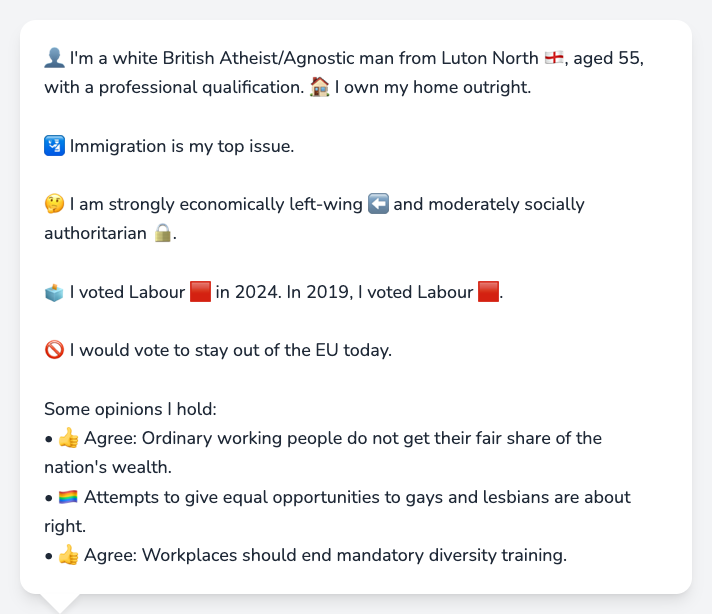 👤 I'm a white British Atheist/Agnostic man from Luton North 🏴󠁧󠁢󠁥󠁮󠁧󠁿, aged 55,
with a professional qualification. 🏠 I own my home outright.
🛂 Immigration is my top issue.
🤔 I am strongly economically left-wing ⬅️ and moderately socially
authoritarian 🔒.
🗳️ I voted Labour 🟥 in 2024. In 2019, I voted Labour 🟥.
🚫 I would vote to stay out of the EU today.
Some opinions I hold:
• 👍 Agree: Ordinary working people do not get their fair share of the
nation's wealth.
• 🏳️‍🌈 Attempts to give equal opportunities to gays and lesbians are about
right.
• 👍 Agree: Workplaces should end mandatory diversity training.